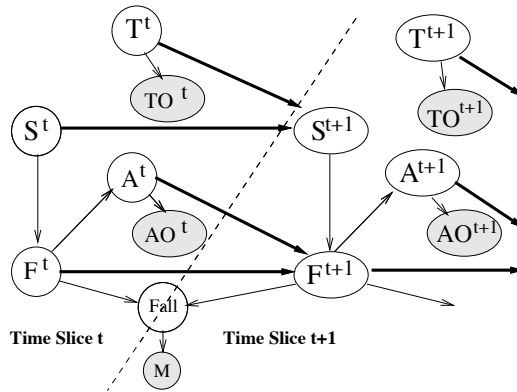 T^t
T^t+1
TO^t
TO^t+1
S^t
S^t+1
A^t
A^t+1
AO^t
AO^t+1
F^t
F^t+1
Fall
Time Slice t
Time Slice t+1
M